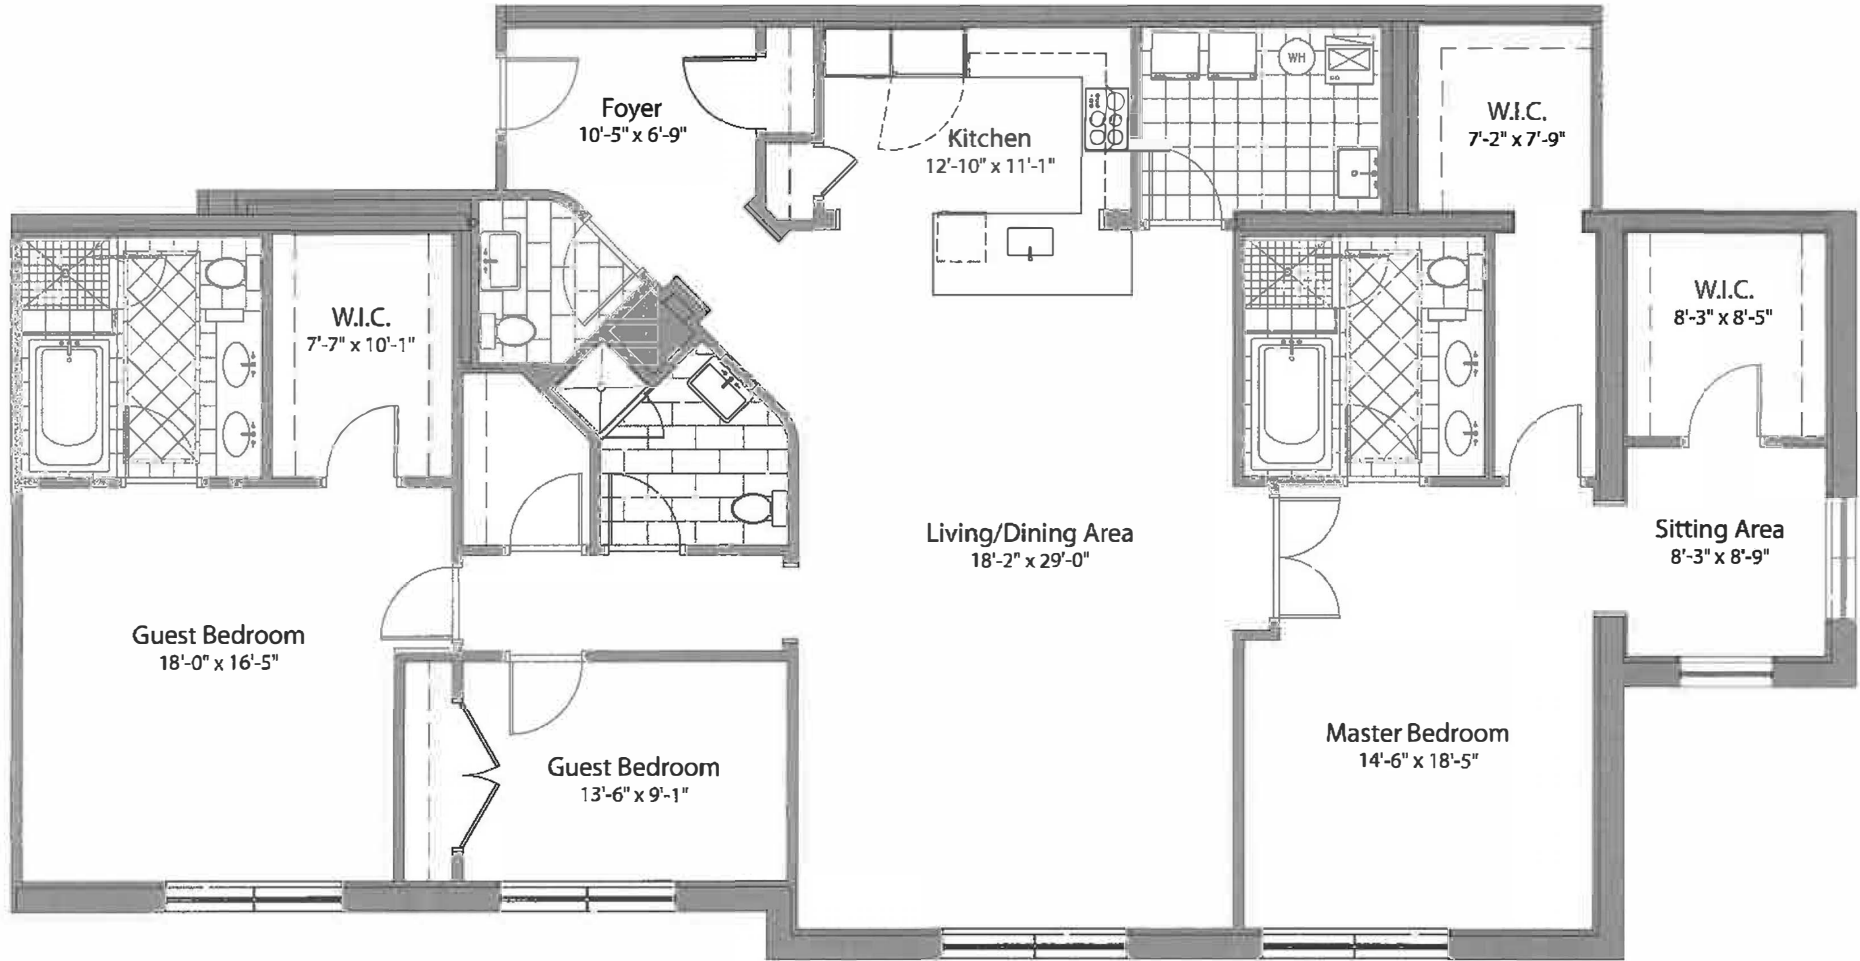 Foyer
10'-5" x 6'-9"
Kitchen
12'-10" x 11'-1"
WH
W.I.C.
7'-2" x 7'-9"
W.I.C.
7'-7" x 10'-1"
W.I.C.
8'-3" x 8'-5"
Living/Dining Area
18'-2" x 29'-0"
Sitting Area
8'-3" x 8'-9"
Guest Bedroom
18'-0" x 16'-5"
Guest Bedroom
13'-6" x 9'-1"
Master Bedroom
14'-6" x 18'-5"